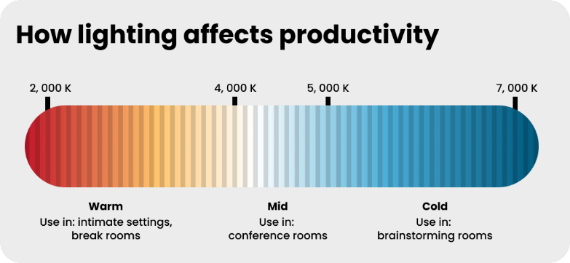 How lighting affects productivity
2, 000 K
4, 000 K
5, 000 K
7, 000 K
Warm
Use in: intimate settings,
break rooms
Mid
Use in:
conference rooms
Cold
Use in:
brainstorming rooms